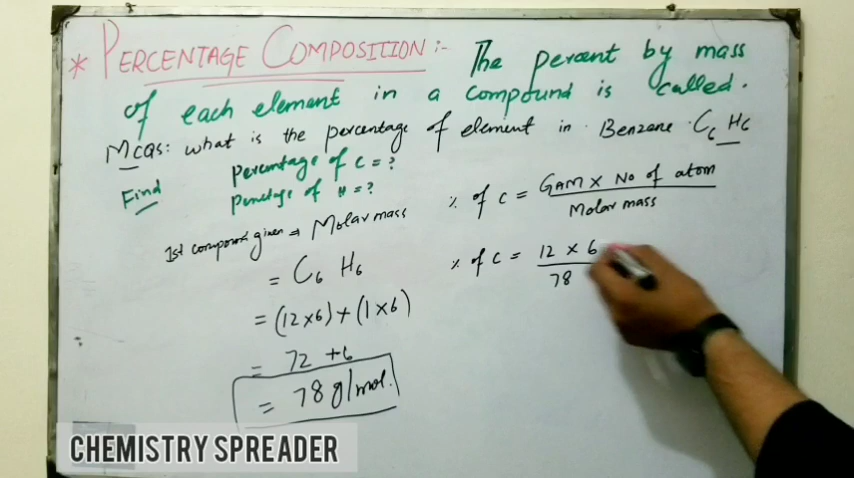 * PERCENTAGE COMPOSITION :- The percent by mass
of each element in a compound is called.
Mcqs: what is the percentage of element in Benzene. C6 H6
Find Percentage of C = ?
Percentage of H = ?
1st compound given ⇒ Molar mass
= C6 H6
= (12×6)+(1×6)
= 72 +6
= 78 g/mol.
% of C = GAM × No of atom / Molar mass
% of C = 12 × 6 / 78
CHEMISTRY SPREADER